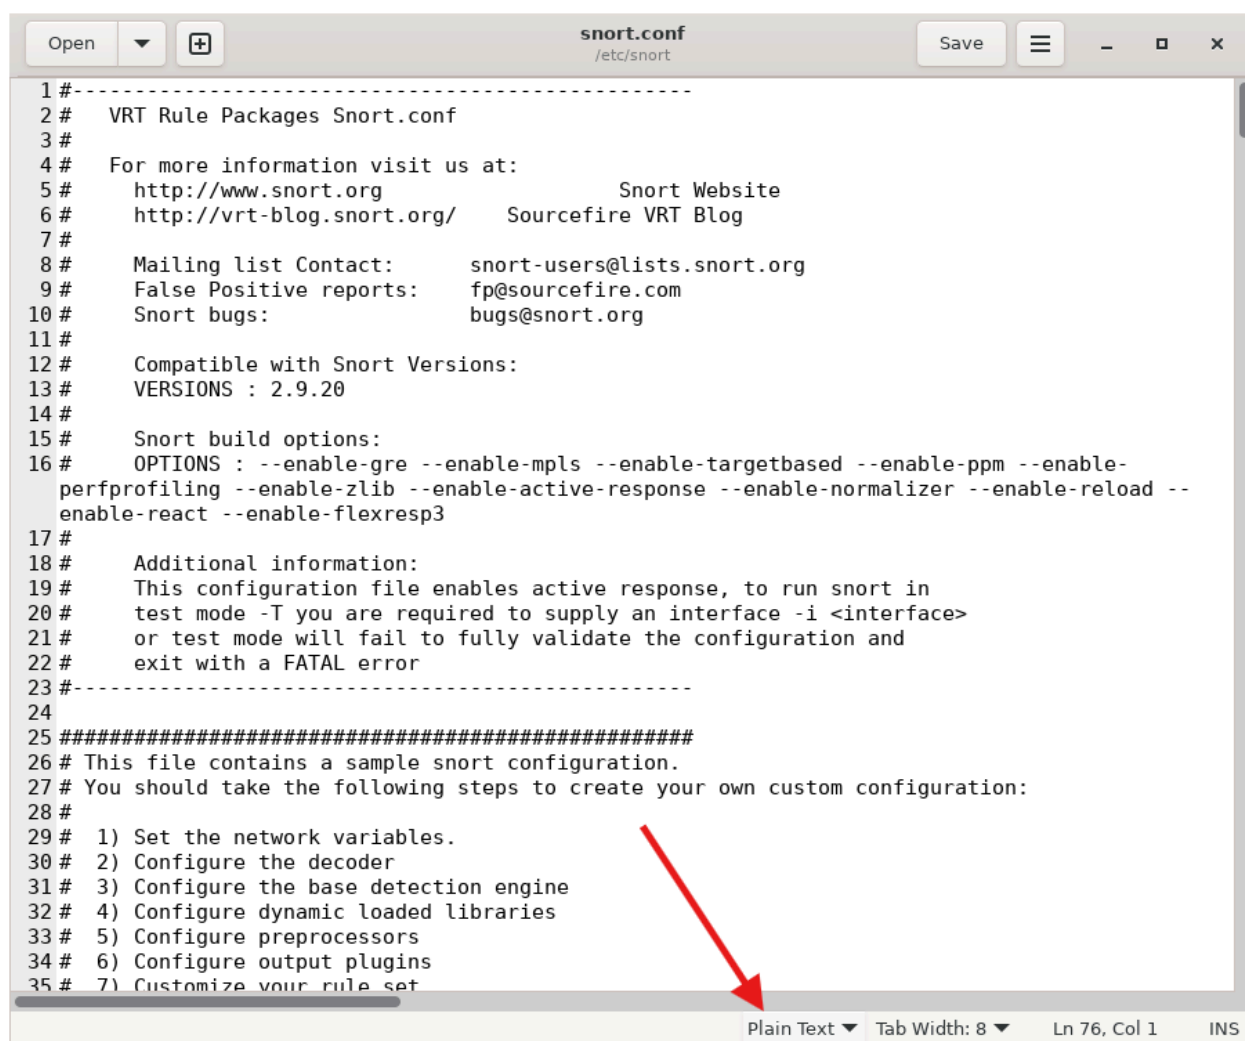 Open
snort.conf
/etc/snort
Save
1 #--------------------------------------------------
2 #   VRT Rule Packages Snort.conf
3 #
4 #   For more information visit us at:
5 #     http://www.snort.org                   Snort Website
6 #     http://vrt-blog.snort.org/    Sourcefire VRT Blog
7 #
8 #     Mailing list Contact:      snort-users@lists.snort.org
9 #     False Positive reports:    fp@sourcefire.com
10 #     Snort bugs:                bugs@snort.org
11 #
12 #     Compatible with Snort Versions:
13 #     VERSIONS : 2.9.20
14 #
15 #     Snort build options:
16 #     OPTIONS : --enable-gre --enable-mpls --enable-targetbased --enable-ppm --enable-
perfprofiling --enable-zlib --enable-active-response --enable-normalizer --enable-reload --
enable-react --enable-flexresp3
17 #
18 #     Additional information:
19 #     This configuration file enables active response, to run snort in
20 #     test mode -T you are required to supply an interface -i <interface>
21 #     or test mode will fail to fully validate the configuration and
22 #     exit with a FATAL error
23 #--------------------------------------------------
24
25 ###################################################
26 # This file contains a sample snort configuration.
27 # You should take the following steps to create your own custom configuration:
28 #
29 #  1) Set the network variables.
30 #  2) Configure the decoder
31 #  3) Configure the base detection engine
32 #  4) Configure dynamic loaded libraries
33 #  5) Configure preprocessors
34 #  6) Configure output plugins
35 #  7) Customize your rule set
Plain Text Tab Width: 8 Ln 76, Col 1 INS